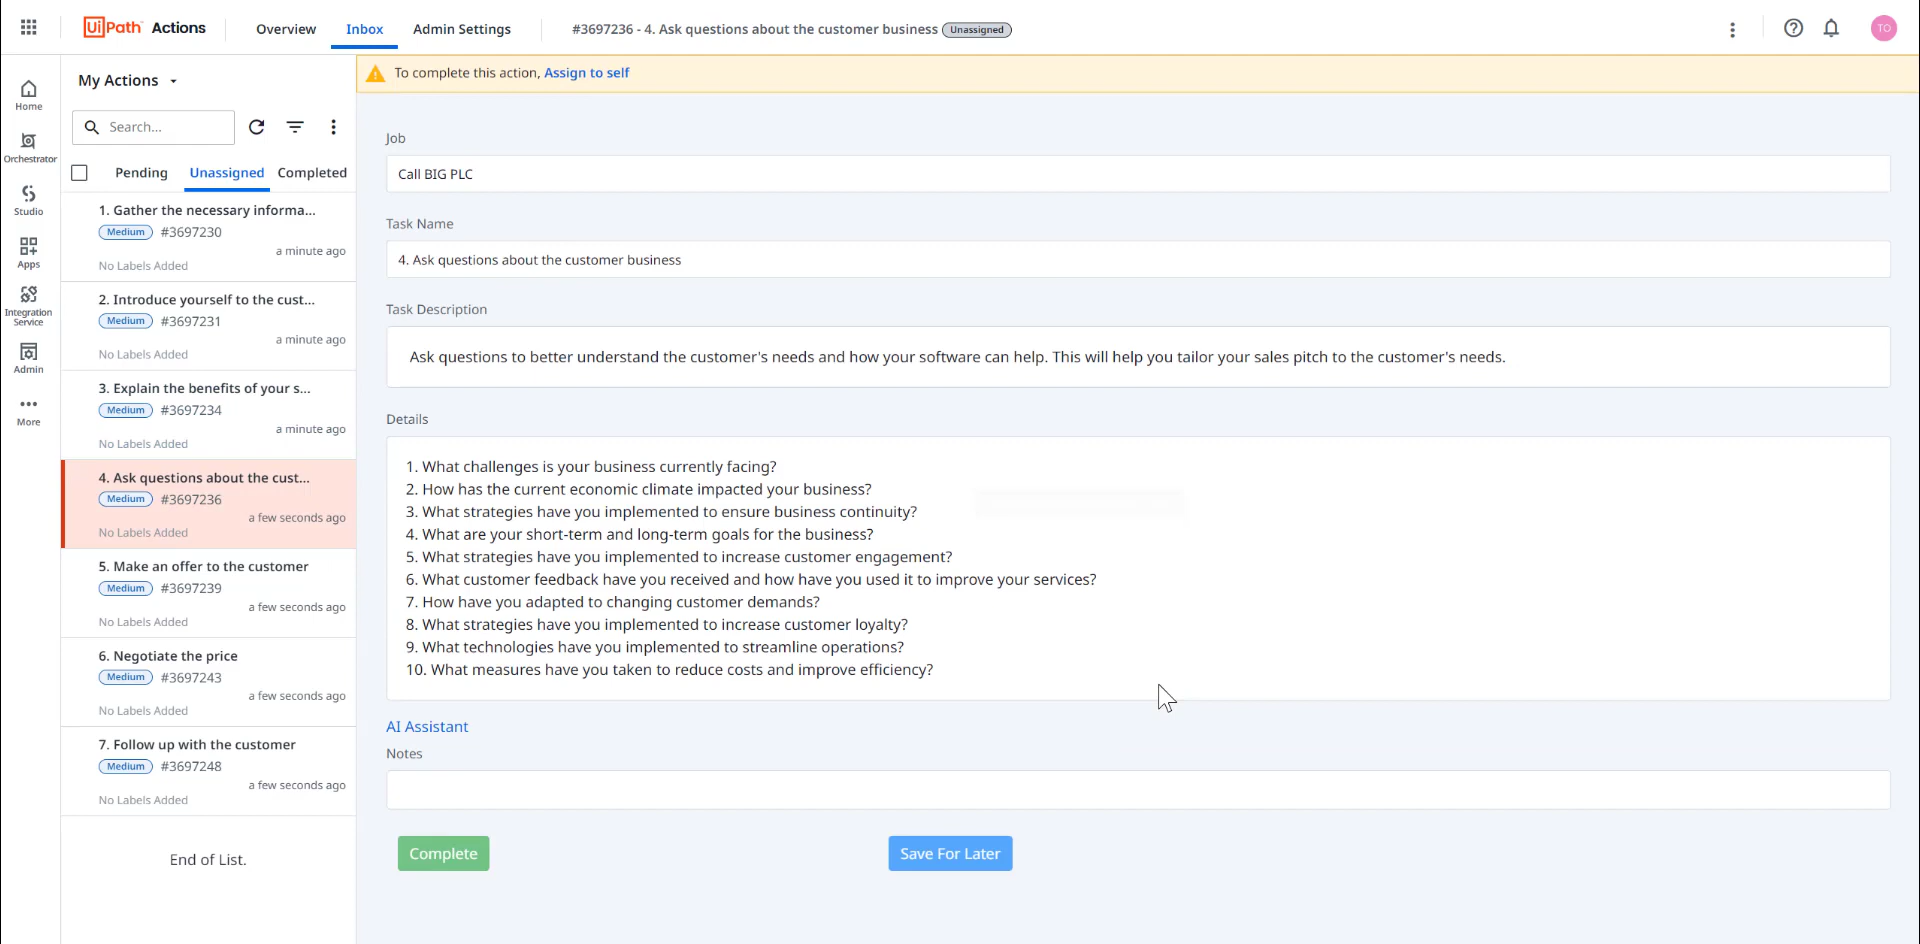 UiPath Actions
Overview
Inbox
Admin Settings
#3697236 - 4. Ask questions about the customer business
Unassigned
TO
Home
Orchestrator
Studio
Apps
Integration
Service
Admin
More
My Actions
Search...
Pending
Unassigned
Completed
1. Gather the necessary informa...
Medium #3697230
a minute ago
No Labels Added
2. Introduce yourself to the cust...
Medium #3697231
a minute ago
No Labels Added
3. Explain the benefits of your s...
Medium #3697234
a minute ago
No Labels Added
4. Ask questions about the cust...
Medium #3697236
a few seconds ago
No Labels Added
5. Make an offer to the customer
Medium #3697239
a few seconds ago
No Labels Added
6. Negotiate the price
Medium #3697243
a few seconds ago
No Labels Added
7. Follow up with the customer
Medium #3697248
a few seconds ago
No Labels Added
End of List.
To complete this action, Assign to self
Job
Call BIG PLC
Task Name
4. Ask questions about the customer business
Task Description
Ask questions to better understand the customer's needs and how your software can help. This will help you tailor your sales pitch to the customer's needs.
Details
1. What challenges is your business currently facing?
2. How has the current economic climate impacted your business?
3. What strategies have you implemented to ensure business continuity?
4. What are your short-term and long-term goals for the business?
5. What strategies have you implemented to increase customer engagement?
6. What customer feedback have you received and how have you used it to improve your services?
7. How have you adapted to changing customer demands?
8. What strategies have you implemented to increase customer loyalty?
9. What technologies have you implemented to streamline operations?
10. What measures have you taken to reduce costs and improve efficiency?
AI Assistant
Notes
Complete
Save For Later